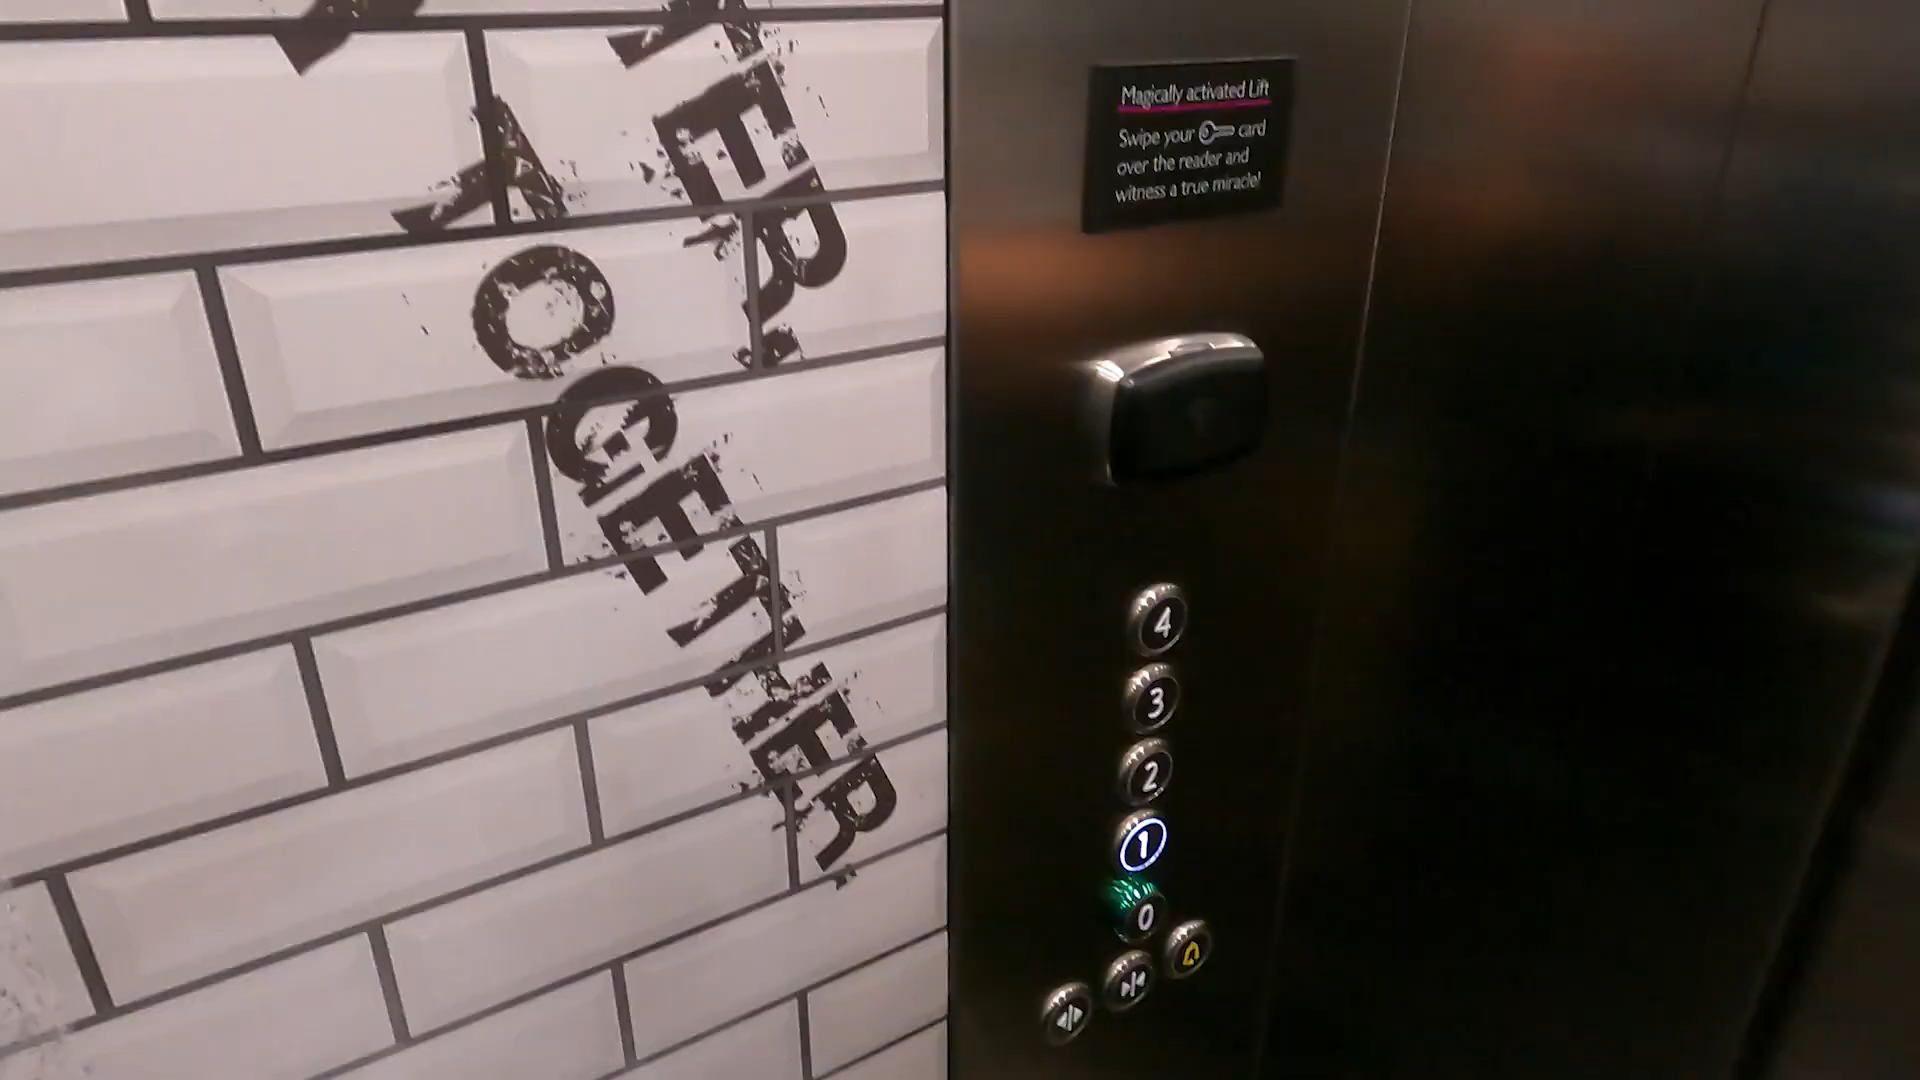 TOGETHER,
Magically activated Lift
Swipe your card
over the reader and
witness a true miracle!
4
3
2
1
0